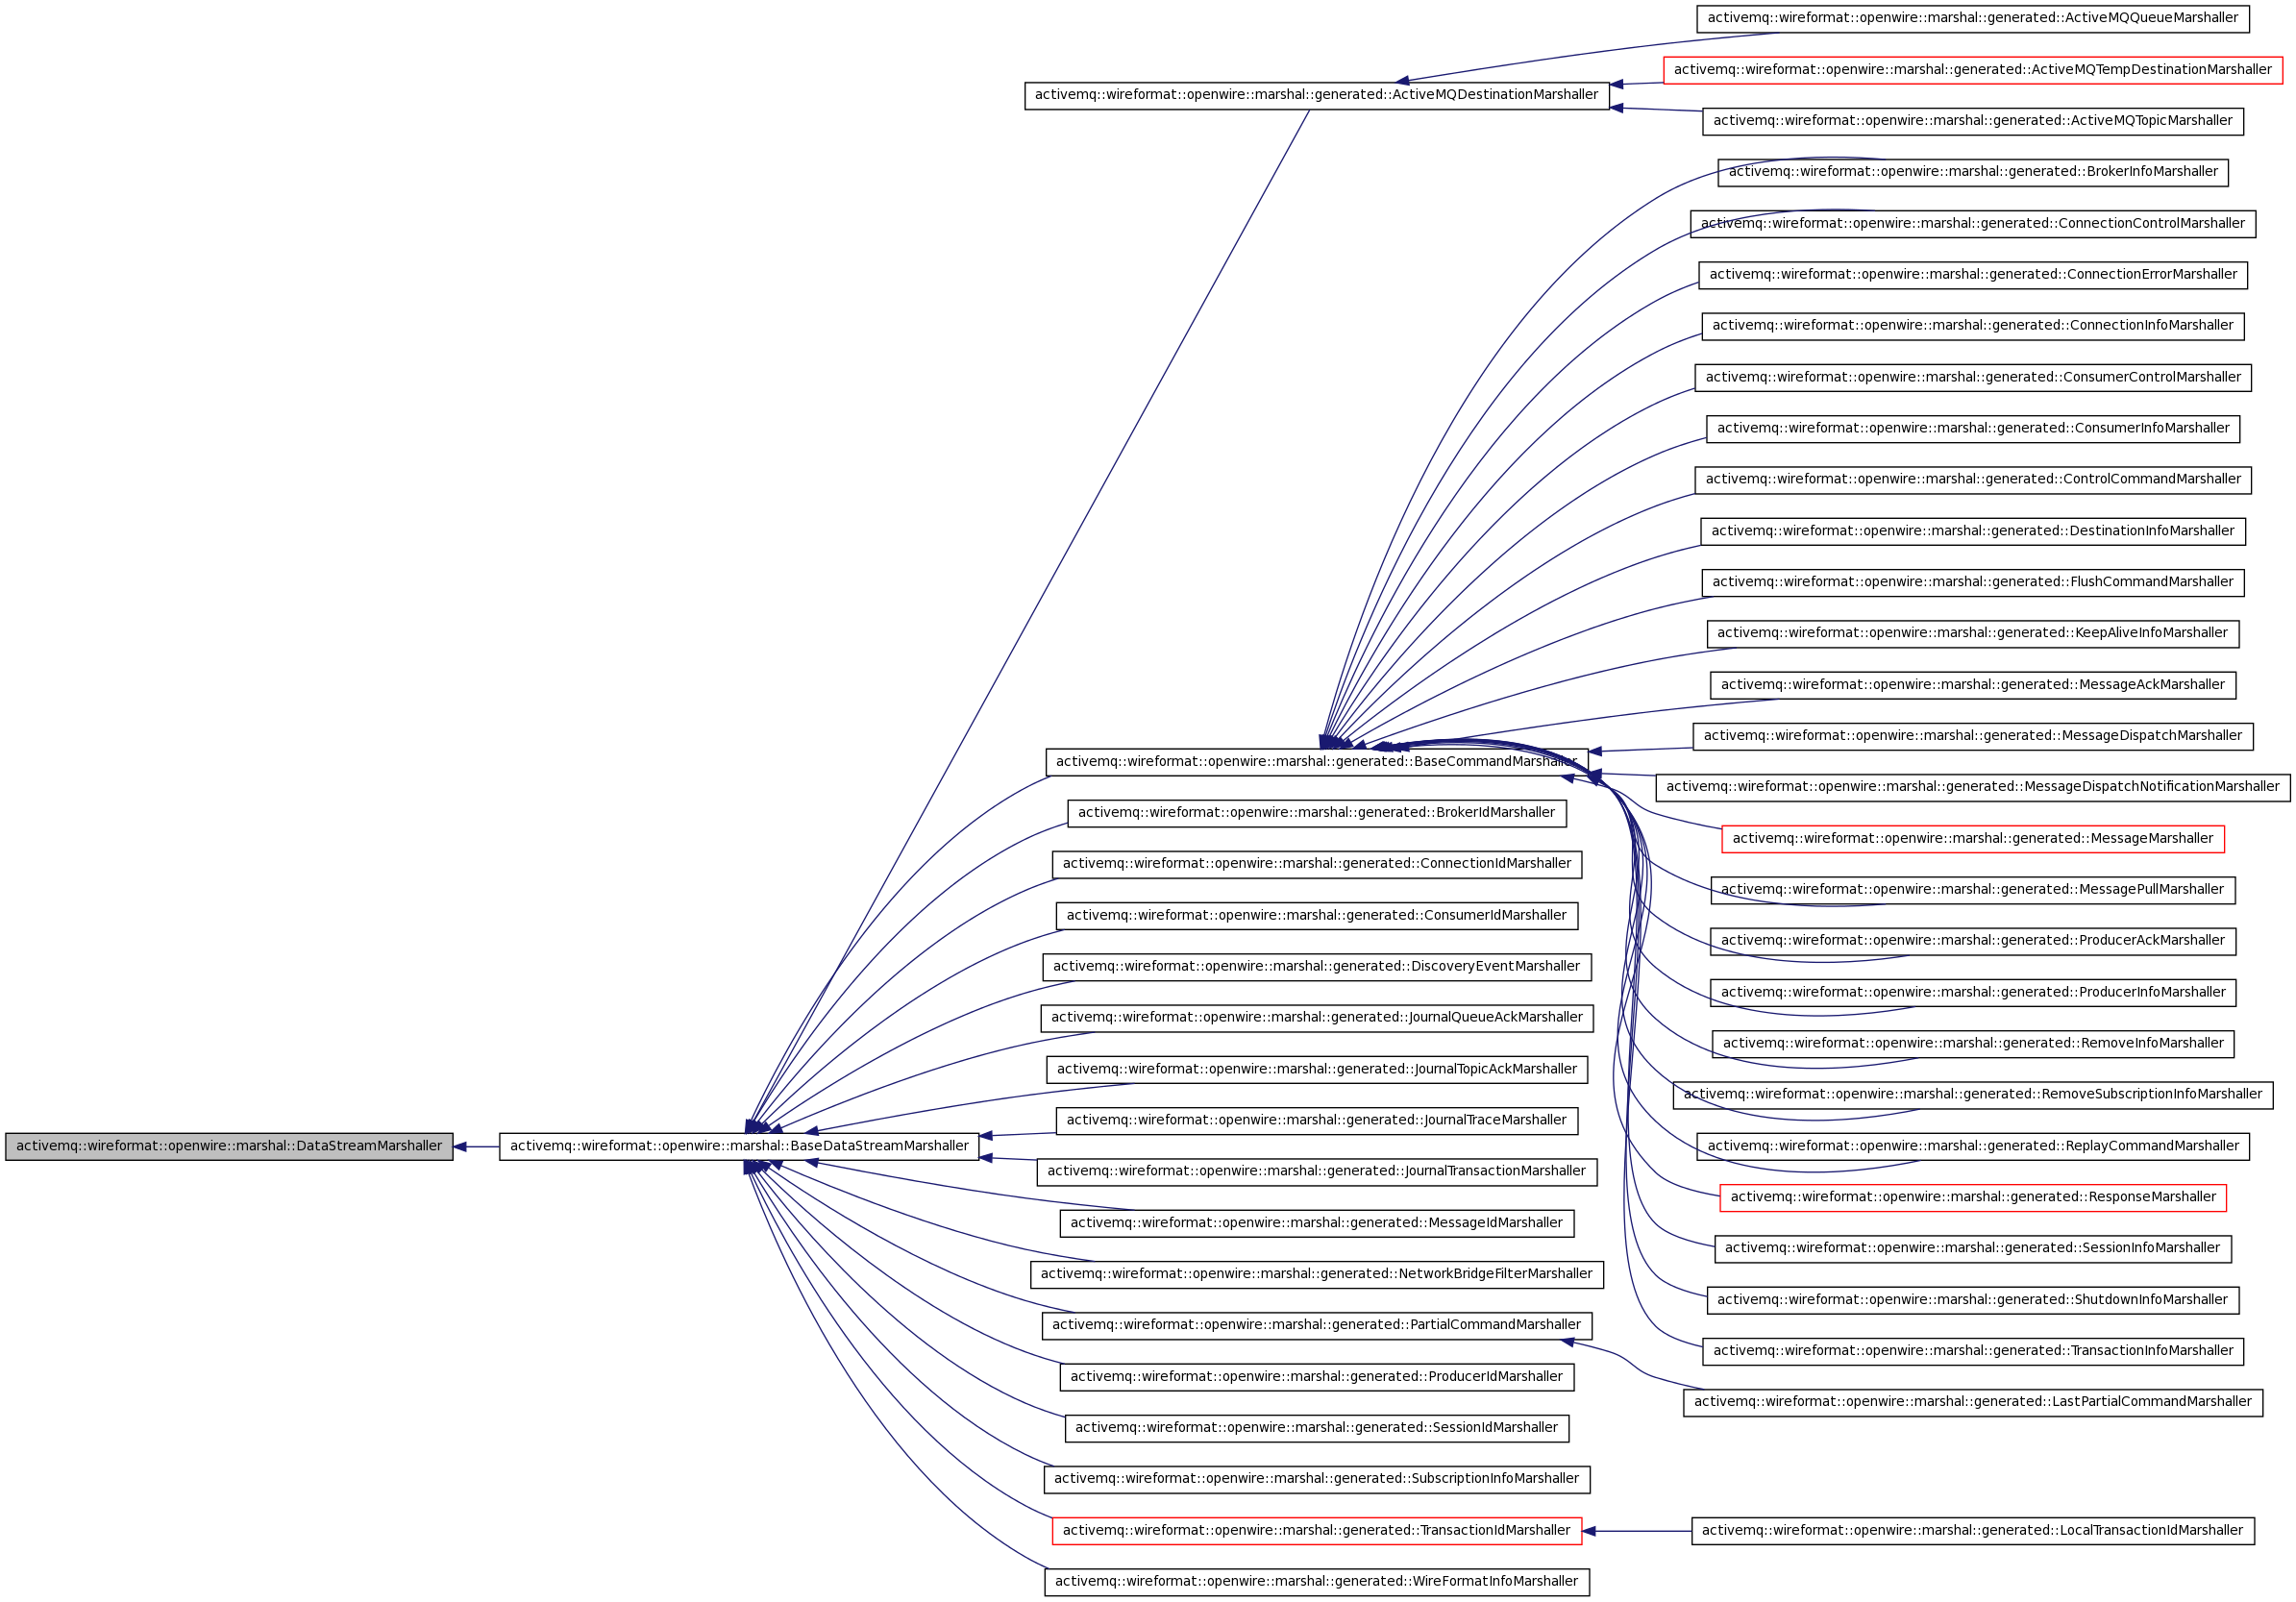 activemq::wireformat::openwire::marshal::DataStreamMarshaller
activemq::wireformat::openwire::marshal::BaseDataStreamMarshaller
activemq::wireformat::openwire::marshal::generated::ActiveMQDestinationMarshaller
activemq::wireformat::openwire::marshal::generated::BaseCommandMarshaller
activemq::wireformat::openwire::marshal::generated::BrokerIdMarshaller
activemq::wireformat::openwire::marshal::generated::ConnectionIdMarshaller
activemq::wireformat::openwire::marshal::generated::ConsumerIdMarshaller
activemq::wireformat::openwire::marshal::generated::DiscoveryEventMarshaller
activemq::wireformat::openwire::marshal::generated::JournalQueueAckMarshaller
activemq::wireformat::openwire::marshal::generated::JournalTopicAckMarshaller
activemq::wireformat::openwire::marshal::generated::JournalTraceMarshaller
activemq::wireformat::openwire::marshal::generated::JournalTransactionMarshaller
activemq::wireformat::openwire::marshal::generated::MessageIdMarshaller
activemq::wireformat::openwire::marshal::generated::NetworkBridgeFilterMarshaller
activemq::wireformat::openwire::marshal::generated::PartialCommandMarshaller
activemq::wireformat::openwire::marshal::generated::ProducerIdMarshaller
activemq::wireformat::openwire::marshal::generated::SessionIdMarshaller
activemq::wireformat::openwire::marshal::generated::SubscriptionInfoMarshaller
activemq::wireformat::openwire::marshal::generated::TransactionIdMarshaller
activemq::wireformat::openwire::marshal::generated::WireFormatInfoMarshaller
activemq::wireformat::openwire::marshal::generated::ActiveMQQueueMarshaller
activemq::wireformat::openwire::marshal::generated::ActiveMQTempDestinationMarshaller
activemq::wireformat::openwire::marshal::generated::ActiveMQTopicMarshaller
activemq::wireformat::openwire::marshal::generated::BrokerInfoMarshaller
activemq::wireformat::openwire::marshal::generated::ConnectionControlMarshaller
activemq::wireformat::openwire::marshal::generated::ConnectionErrorMarshaller
activemq::wireformat::openwire::marshal::generated::ConnectionInfoMarshaller
activemq::wireformat::openwire::marshal::generated::ConsumerControlMarshaller
activemq::wireformat::openwire::marshal::generated::ConsumerInfoMarshaller
activemq::wireformat::openwire::marshal::generated::ControlCommandMarshaller
activemq::wireformat::openwire::marshal::generated::DestinationInfoMarshaller
activemq::wireformat::openwire::marshal::generated::FlushCommandMarshaller
activemq::wireformat::openwire::marshal::generated::KeepAliveInfoMarshaller
activemq::wireformat::openwire::marshal::generated::MessageAckMarshaller
activemq::wireformat::openwire::marshal::generated::MessageDispatchMarshaller
activemq::wireformat::openwire::marshal::generated::MessageDispatchNotificationMarshaller
activemq::wireformat::openwire::marshal::generated::MessageMarshaller
activemq::wireformat::openwire::marshal::generated::MessagePullMarshaller
activemq::wireformat::openwire::marshal::generated::ProducerAckMarshaller
activemq::wireformat::openwire::marshal::generated::ProducerInfoMarshaller
activemq::wireformat::openwire::marshal::generated::RemoveInfoMarshaller
activemq::wireformat::openwire::marshal::generated::RemoveSubscriptionInfoMarshaller
activemq::wireformat::openwire::marshal::generated::ReplayCommandMarshaller
activemq::wireformat::openwire::marshal::generated::ResponseMarshaller
activemq::wireformat::openwire::marshal::generated::SessionInfoMarshaller
activemq::wireformat::openwire::marshal::generated::ShutdownInfoMarshaller
activemq::wireformat::openwire::marshal::generated::TransactionInfoMarshaller
activemq::wireformat::openwire::marshal::generated::LastPartialCommandMarshaller
activemq::wireformat::openwire::marshal::generated::LocalTransactionIdMarshaller